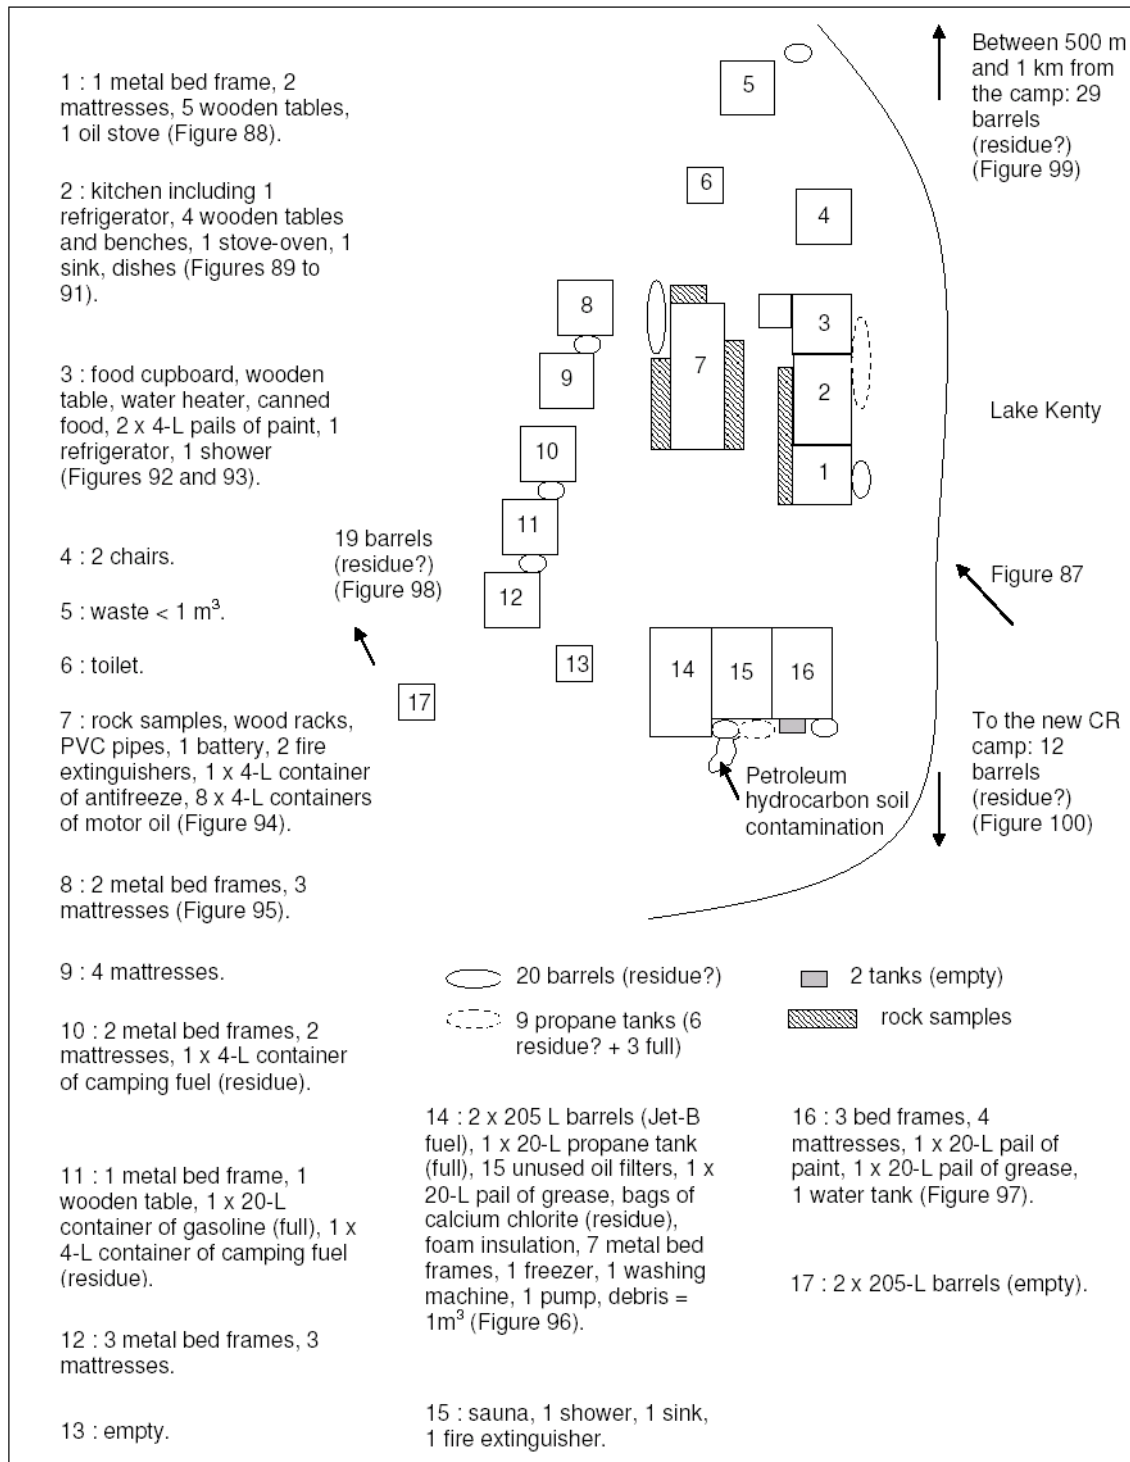 1 : 1 metal bed frame, 2
mattresses, 5 wooden tables,
1 oil stove (Figure 88).
2 : kitchen including 1
refrigerator, 4 wooden tables
and benches, 1 stove-oven, 1
sink, dishes (Figures 89 to
91).
3 : food cupboard, wooden
table, water heater, canned
food, 2 x 4-L pails of paint, 1
refrigerator, 1 shower
(Figures 92 and 93).
4 : 2 chairs.
5 : waste < 1 m³.
6 : toilet.
7 : rock samples, wood racks,
PVC pipes, 1 battery, 2 fire
extinguishers, 1 x 4-L container
of antifreeze, 8 x 4-L containers
of motor oil (Figure 94).
8 : 2 metal bed frames, 3
mattresses (Figure 95).
9 : 4 mattresses.
10 : 2 metal bed frames, 2
mattresses, 1 x 4-L container
of camping fuel (residue).
11 : 1 metal bed frame, 1
wooden table, 1 x 20-L
container of gasoline (full), 1 x
4-L container of camping fuel
(residue).
12 : 3 metal bed frames, 3
mattresses.
13 : empty.
5
6
4
8
3
7
9
2
10
1
11
12
13
14
15
16
17
19 barrels
(residue?)
(Figure 98)
Petroleum
hydrocarbon soil
contamination
Between 500 m
and 1 km from
the camp: 29
barrels
(residue?)
(Figure 99)
Lake Kenty
Figure 87
To the new CR
camp: 12
barrels
(residue?)
(Figure 100)
20 barrels (residue?)
9 propane tanks (6
residue? + 3 full)
2 tanks (empty)
rock samples
14 : 2 x 205 L barrels (Jet-B
fuel), 1 x 20-L propane tank
(full), 15 unused oil filters, 1 x
20-L pail of grease, bags of
calcium chlorite (residue),
foam insulation, 7 metal bed
frames, 1 freezer, 1 washing
machine, 1 pump, debris =
1m³ (Figure 96).
15 : sauna, 1 shower, 1 sink,
1 fire extinguisher.
16 : 3 bed frames, 4
mattresses, 1 x 20-L pail of
paint, 1 x 20-L pail of grease,
1 water tank (Figure 97).
17 : 2 x 205-L barrels (empty).